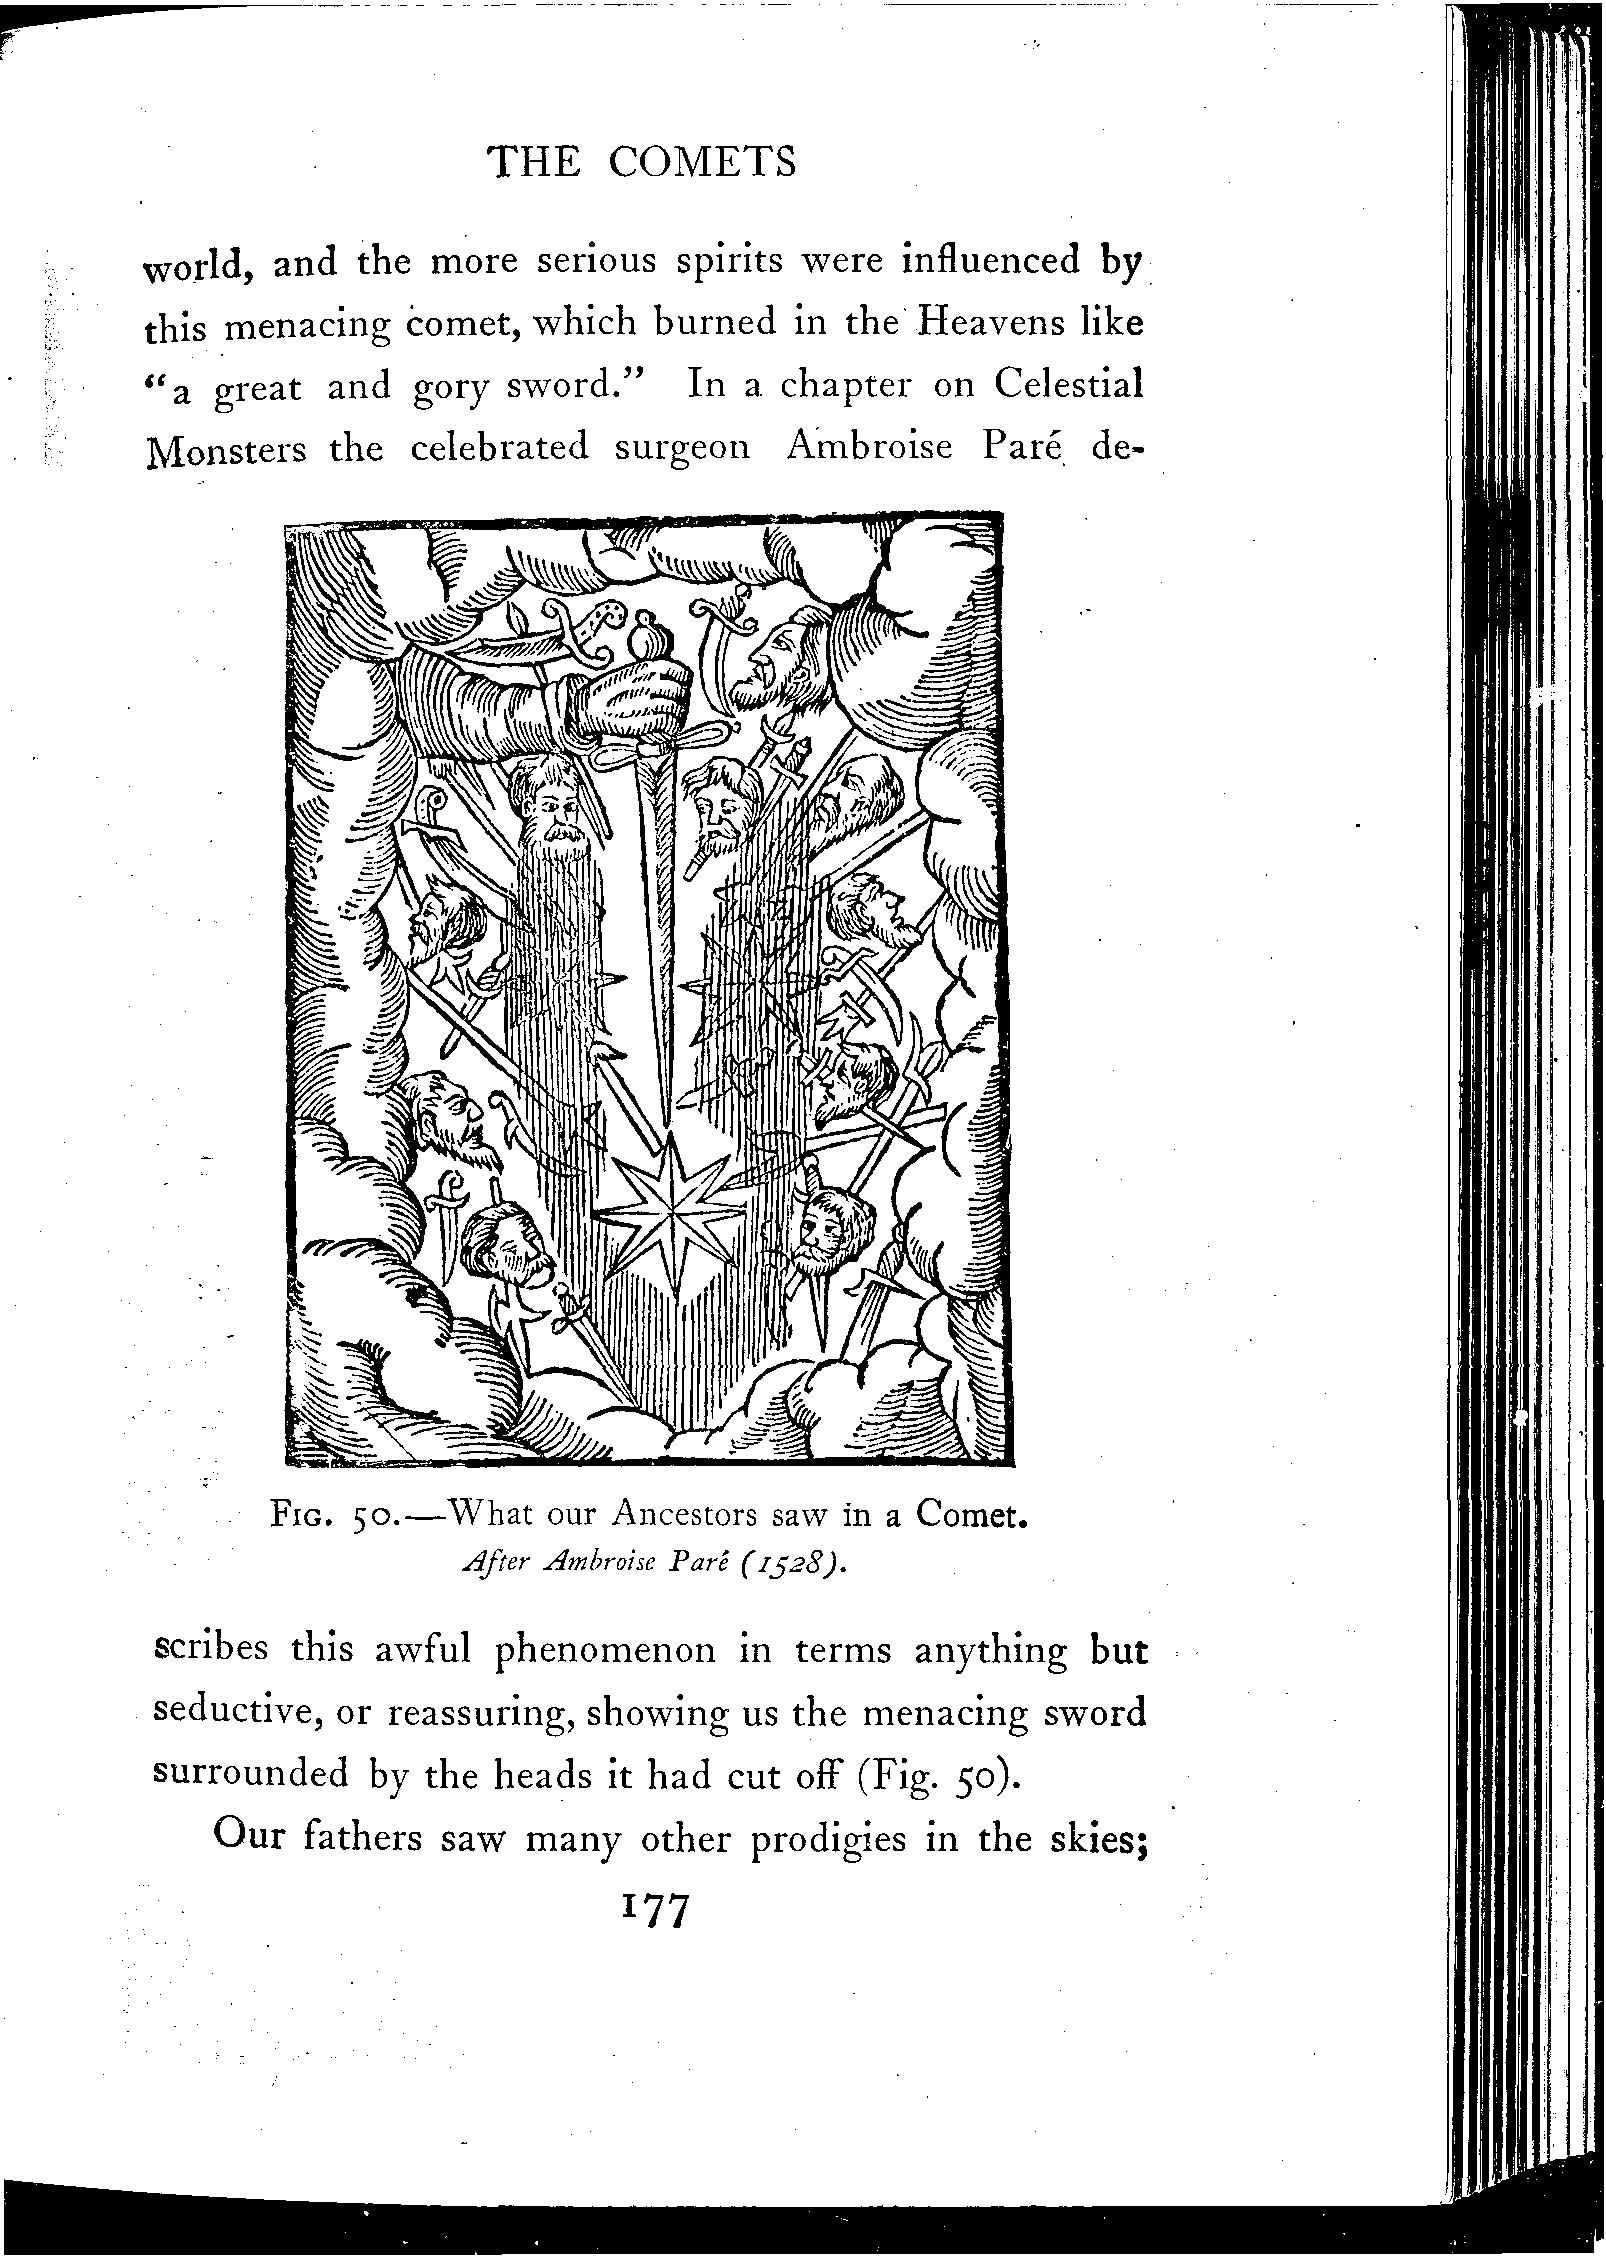 THE COMETS
world, and the more serious spirits were influenced by
this menacing comet, which burned in the Heavens like
“a great and gory sword.” In a chapter on Celestial
Monsters the celebrated surgeon Ambroise Paré de-
FIG. 50.—What our Ancestors saw in a Comet.
After Ambroise Paré (1528).
scribes this awful phenomenon in terms anything but
seductive, or reassuring, showing us the menacing sword
surrounded by the heads it had cut off (Fig. 50).
Our fathers saw many other prodigies in the skies;
177